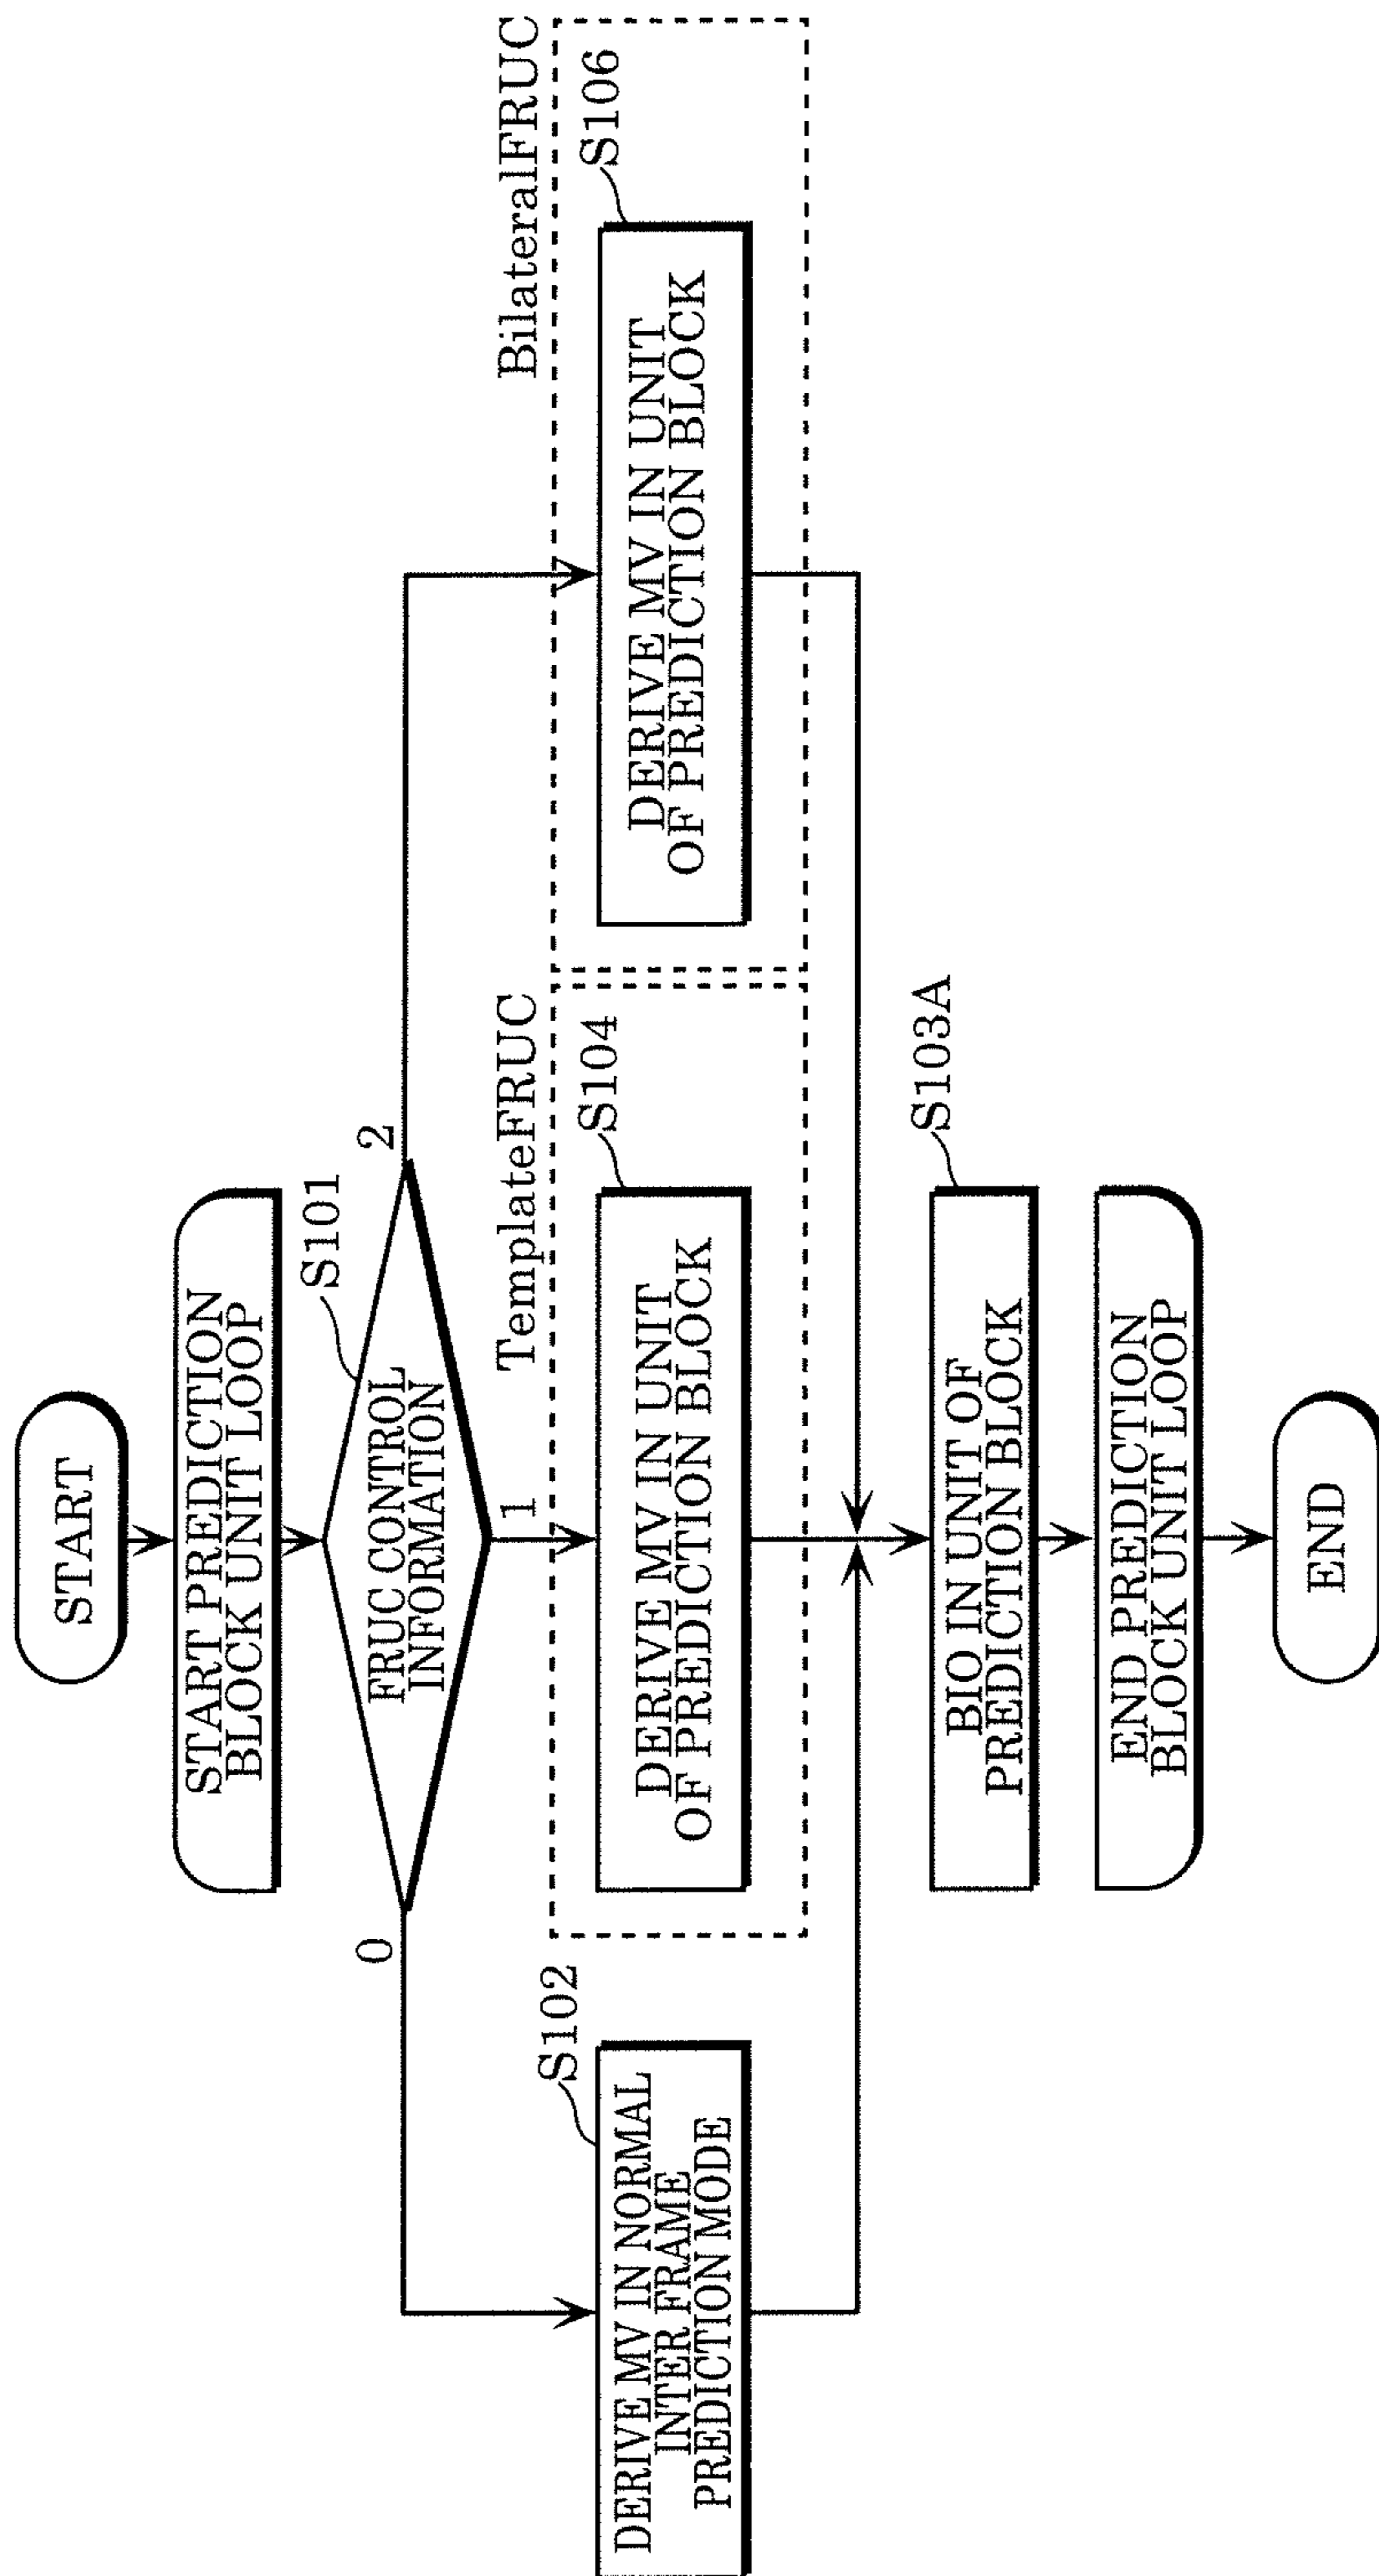 START
START PREDICTION
BLOCK UNIT LOOP
S101
FRUC CONTROL
INFORMATION
0
1
2
S102
DERIVE MV IN NORMAL
INTER FRAME
PREDICTION MODE
TemplateFRUC
S104
DERIVE MV IN UNIT
OF PREDICTION BLOCK
BilateralFRUC
S106
DERIVE MV IN UNIT
OF PREDICTION BLOCK
S103A
BIO IN UNIT OF
PREDICTION BLOCK
END PREDICTION
BLOCK UNIT LOOP
END